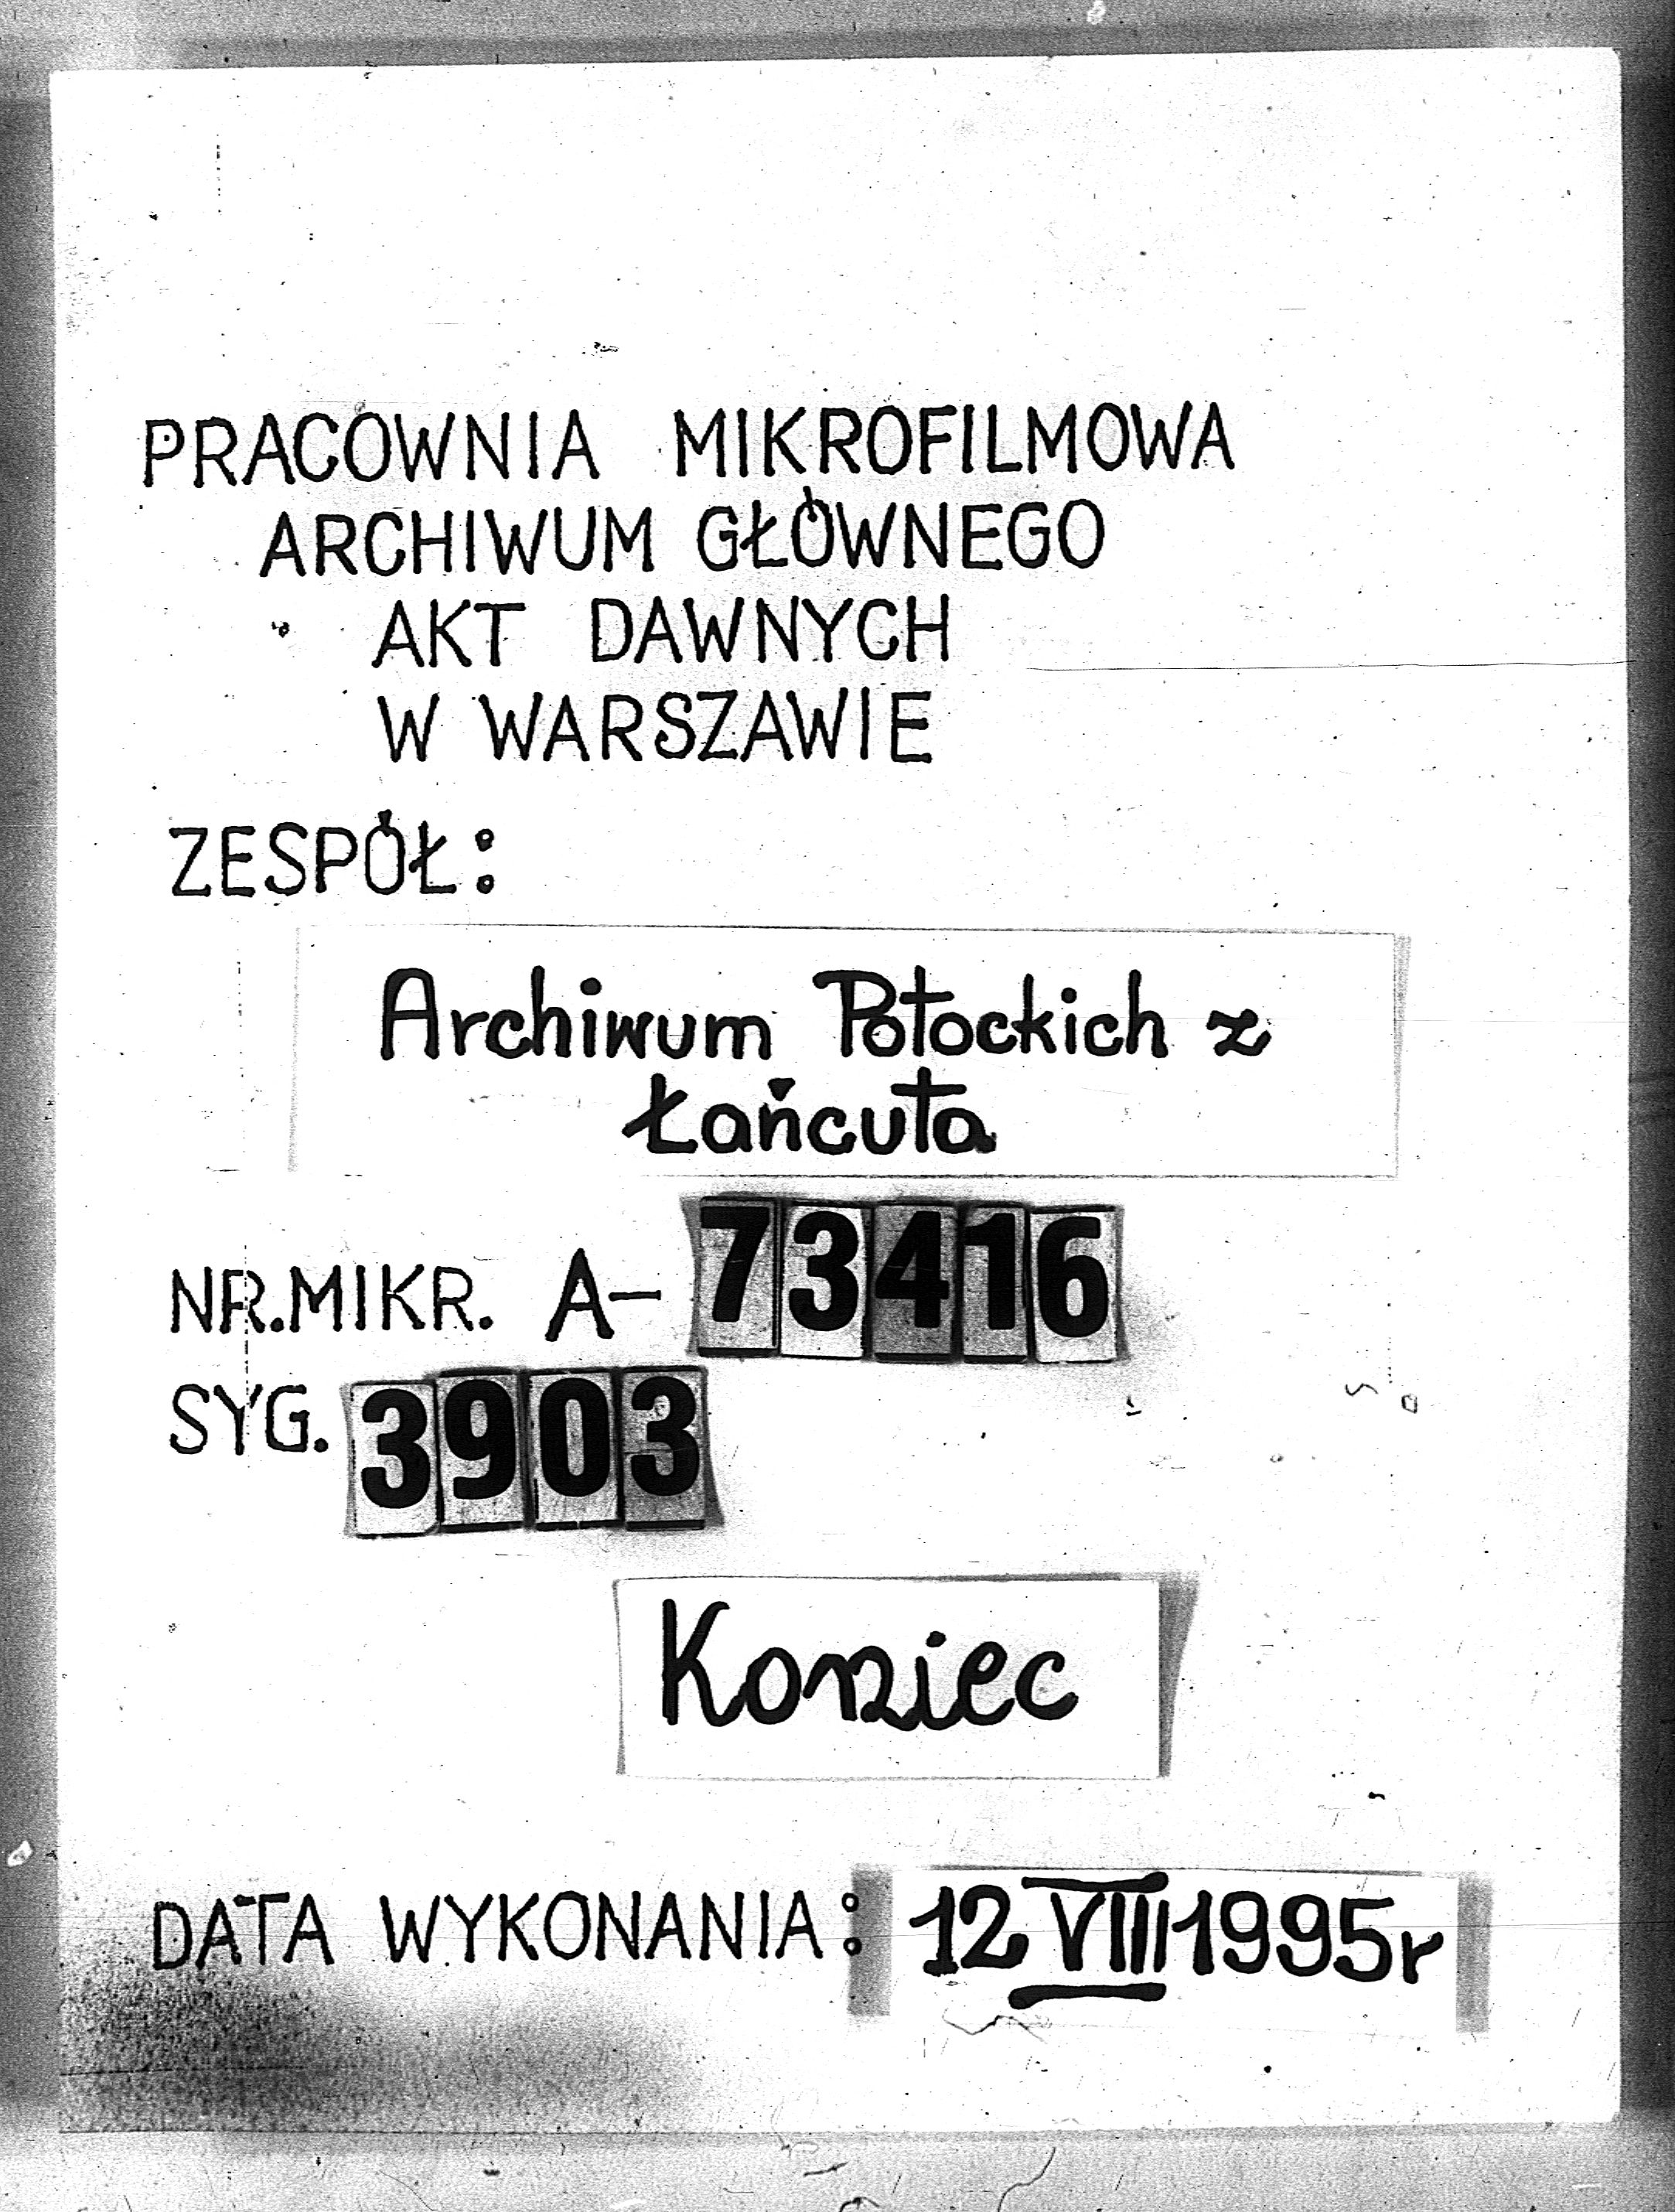 PRACOWNIA MIKROFILMOWA
ARCHIWUM GŁÓWNEGO
AKT DAWNYCH
W WARSZAWIE
ZESPÓŁ:
Archiwum Potockich z
Łańcuta
NR.MIKR. A- 73416
SYG. 3903
Koniec
DATA WYKONANIA: 12 VIII 1995r